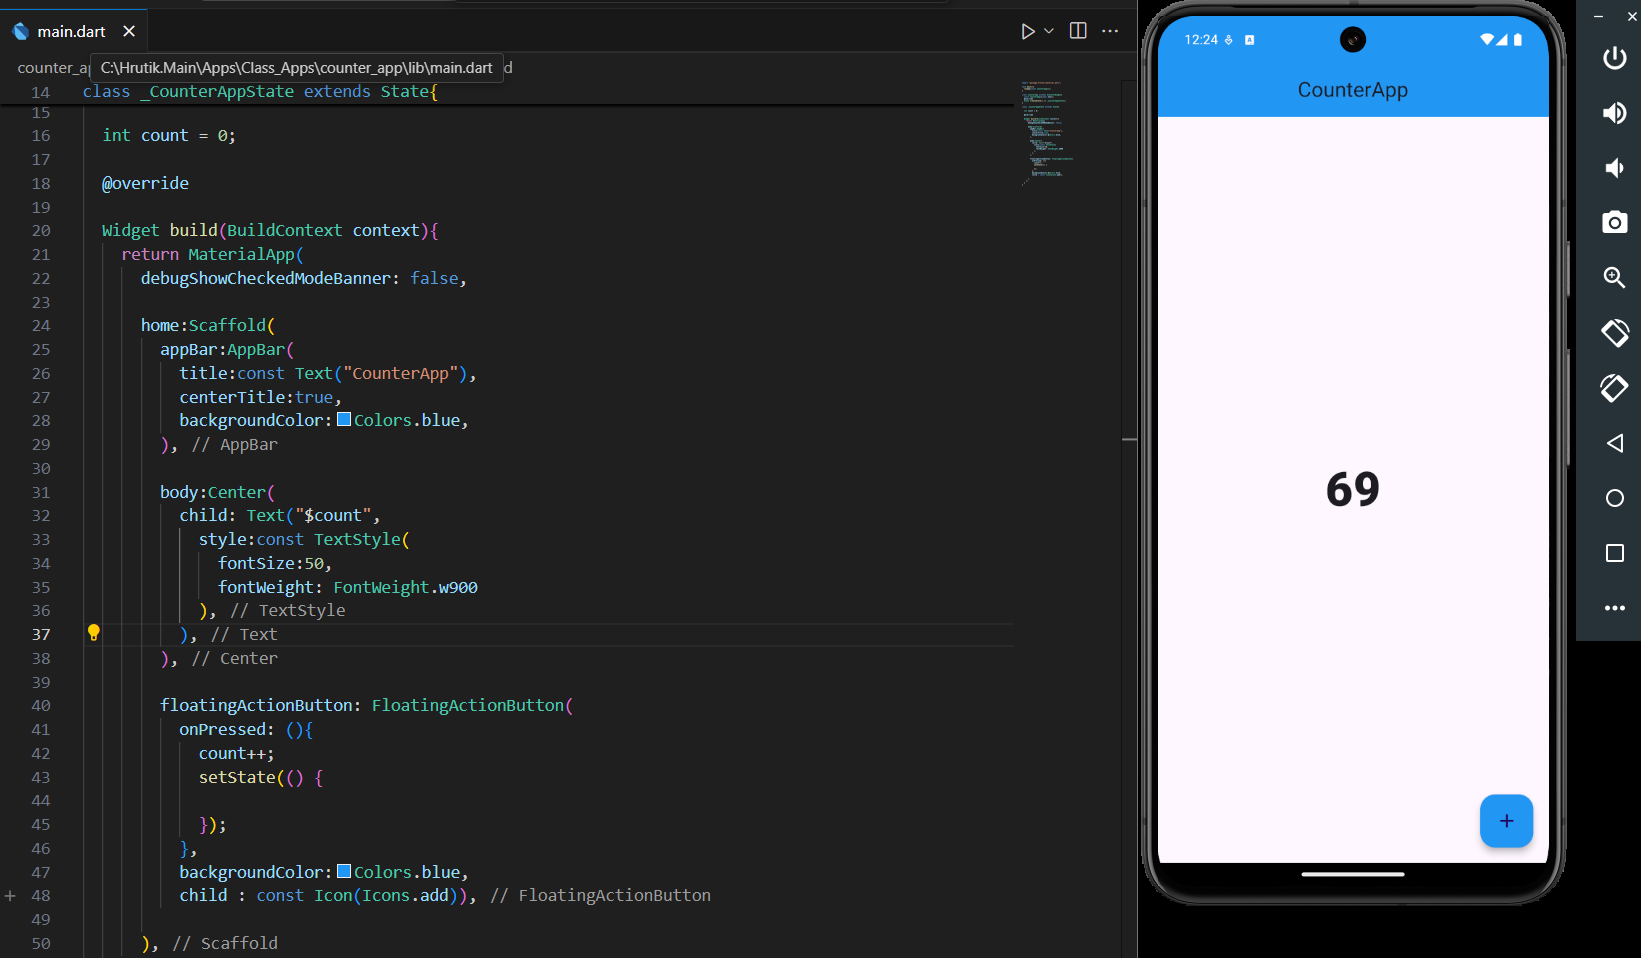 main.dart
counter_ap
C:\Hrutik.Main\Apps\Class_Apps\counter_app\lib\main.dart
d
14 class _CounterAppState extends State{
15
16 int count = 0;
17
18 @override
19
20 Widget build(BuildContext context){
21 return MaterialApp(
22 debugShowCheckedModeBanner: false,
23
24 home:Scaffold(
25 appBar:AppBar(
26 title:const Text("CounterApp"),
27 centerTitle:true,
28 backgroundColor:Colors.blue,
29 ), // AppBar
30
31 body:Center(
32 child: Text("$count",
33 style:const TextStyle(
34 fontSize:50,
35 fontWeight: FontWeight.w900
36 ), // TextStyle
37 ), // Text
38 ), // Center
39
40 floatingActionButton: FloatingActionButton(
41 onPressed: (){
42 count++;
43 setState(() {
44
45 });
46 },
47 backgroundColor:Colors.blue,
48 child : const Icon(Icons.add)), // FloatingActionButton
49
50 ), // Scaffold
12:24
CounterApp
69
+